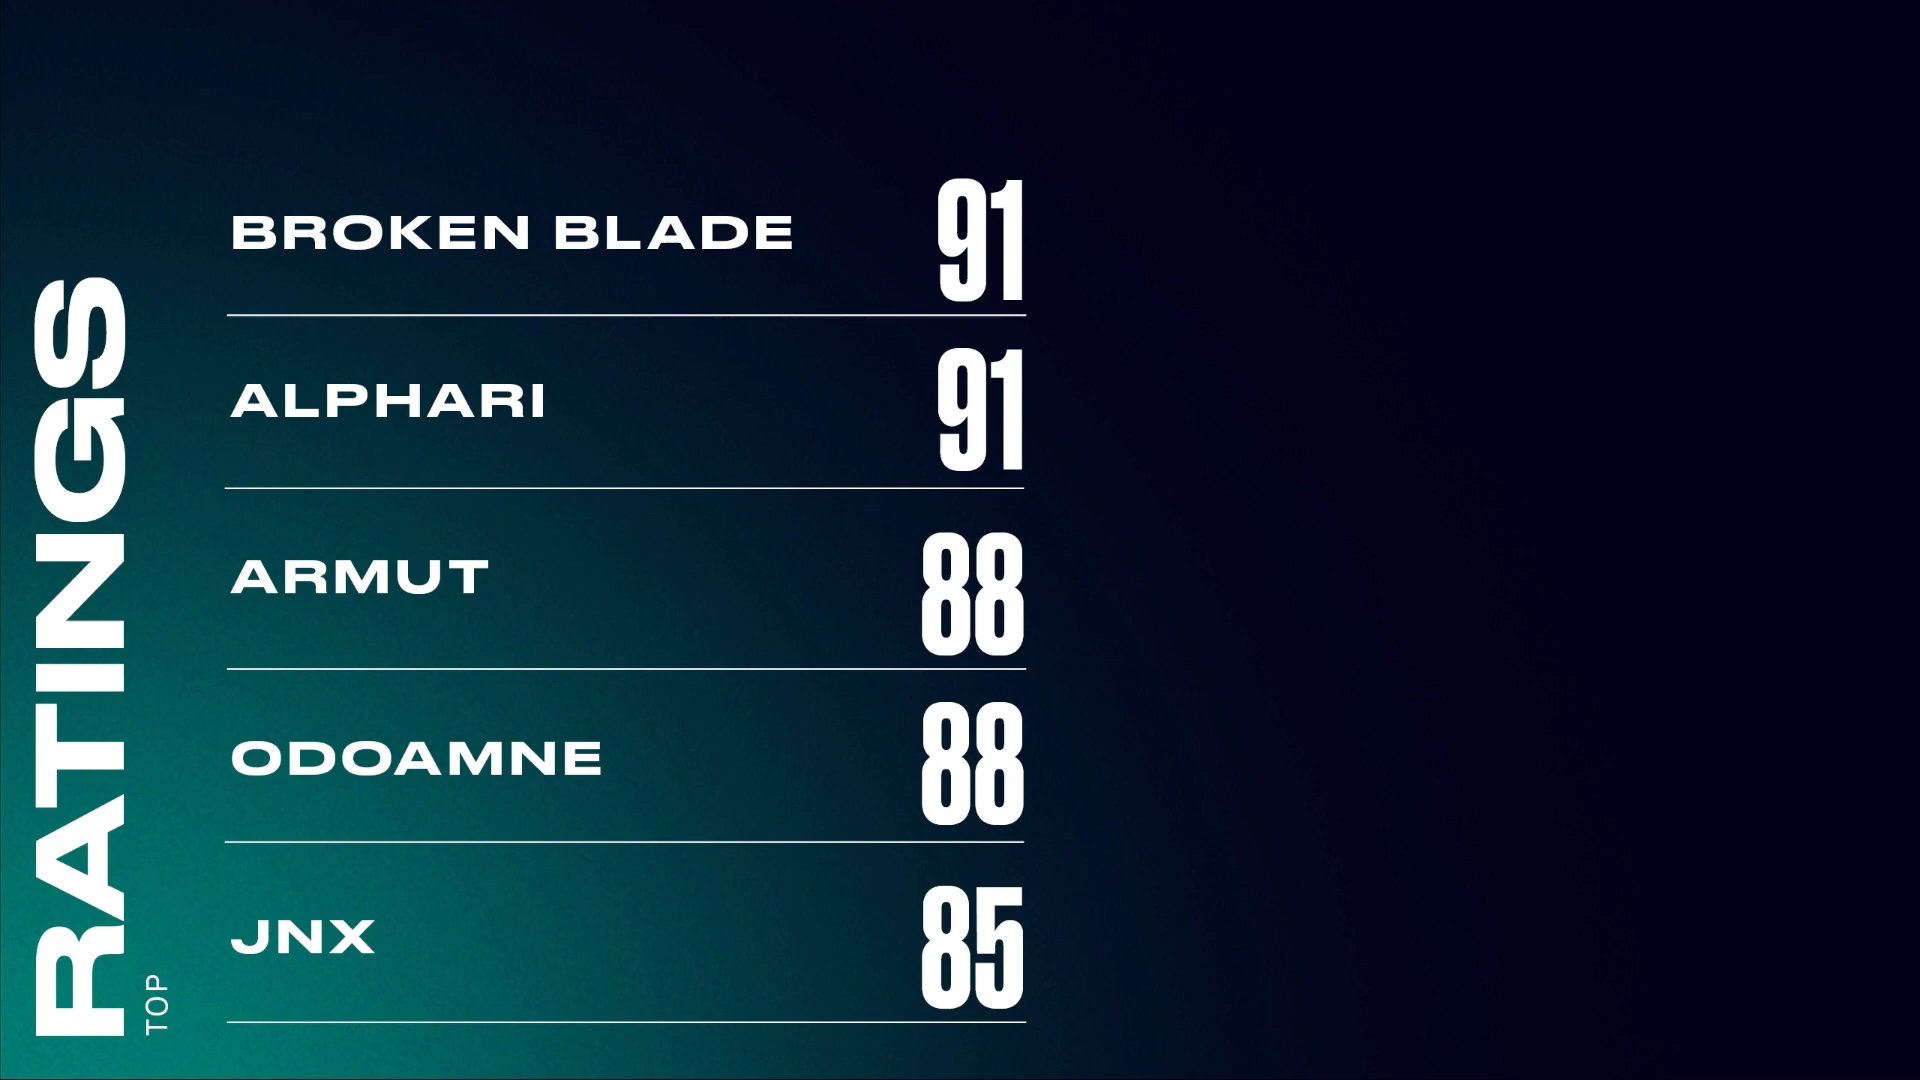 RATINGS
TOP
BROKEN BLADE 91
ALPHARI 91
ARMUT 88
ODOAMNE 88
JNX 85